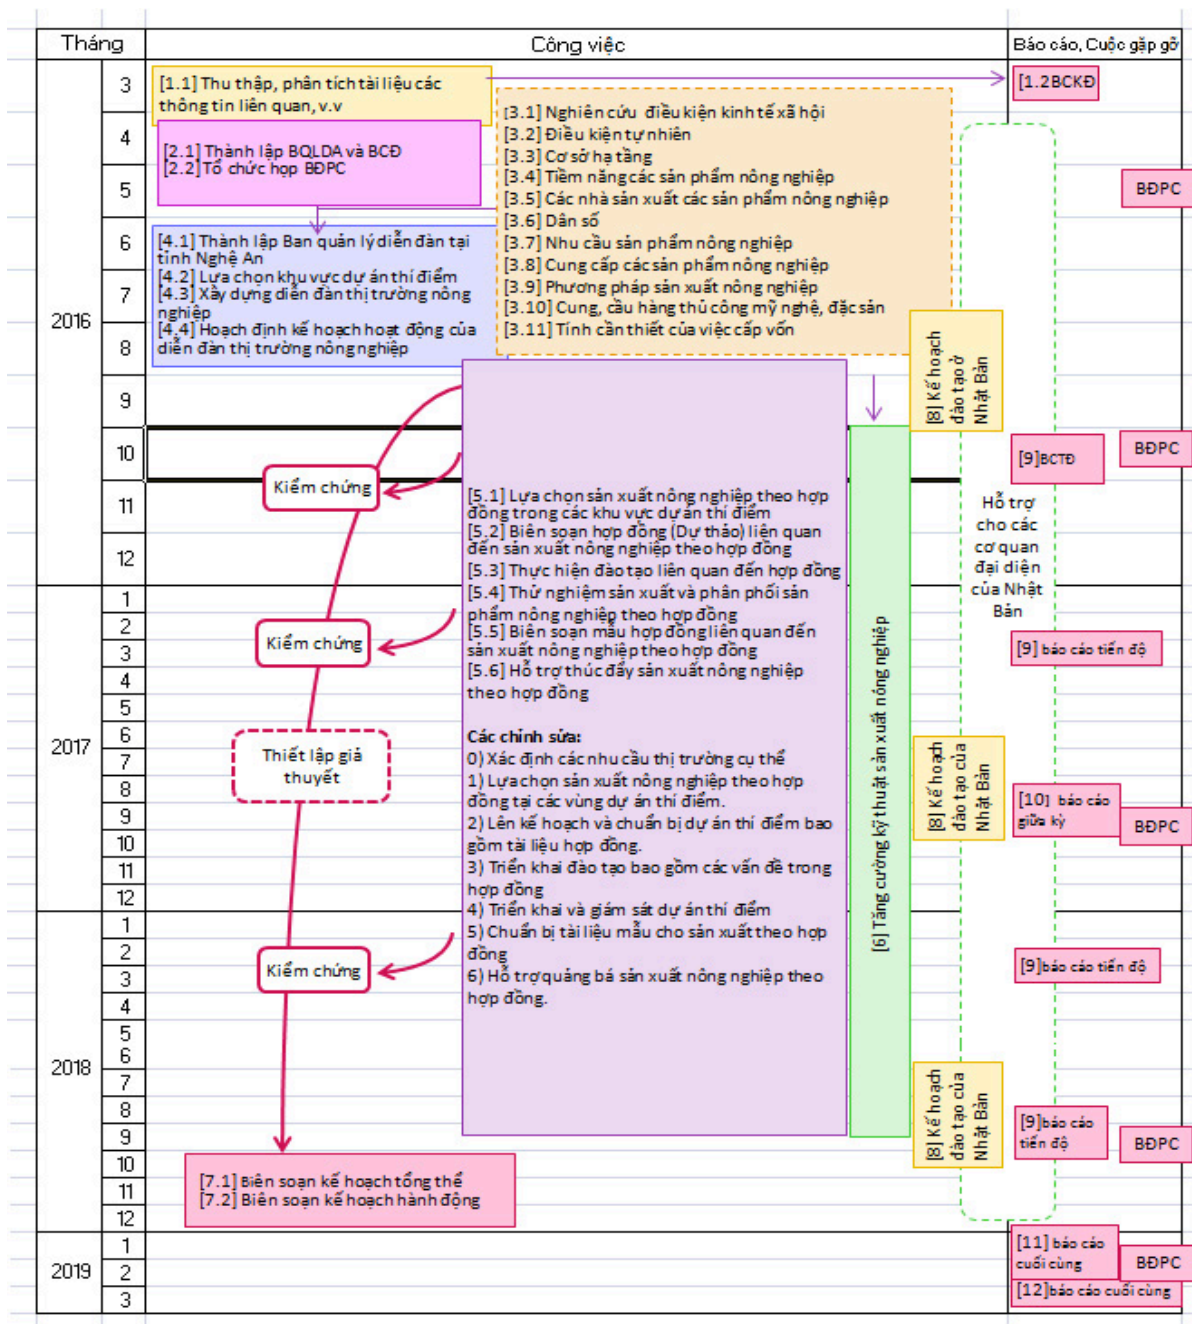 Tháng
Công việc
Báo cáo, Cuộc gặp gỡ
2016
3
4
5
6
7
8
9
10
11
12
2017
1
2
3
4
5
6
7
8
9
10
11
12
2018
1
2
3
4
5
6
7
8
9
10
11
12
2019
1
2
3
[1.1] Thu thập, phân tích tài liệu các
thông tin liên quan, v.v
[1.2BCKĐ
[2.1] Thành lập BQLDA và BCĐ
[2.2] Tổ chức họp BĐPC
[3.1] Nghiên cứu điều kiện kinh tế xã hội
[3.2] Điều kiện tự nhiên
[3.3] Cơ sở hạ tầng
[3.4] Tiềm năng các sản phẩm nông nghiệp
[3.5] Các nhà sản xuất các sản phẩm nông nghiệp
[3.6] Dân số
[3.7] Nhu cầu sản phẩm nông nghiệp
[3.8] Cung cấp các sản phẩm nông nghiệp
[3.9] Phương pháp sản xuất nông nghiệp
[3.10] Cung, cầu hàng thủ công mỹ nghệ, đặc sản
[3.11] Tính cần thiết của việc cấp vốn
[4.1] Thành lập Ban quản lý diễn đàn tại
tỉnh Nghệ An
[4.2] Lựa chọn khu vực dự án thí điểm
[4.3] Xây dựng diễn đàn thị trường nông
nghiệp
[4.4] Hoạch định kế hoạch hoạt động của
diễn đàn thị trường nông nghiệp
Kiểm chứng
Kiểm chứng
Thiết lập giả
thuyết
Kiểm chứng
[5.1] Lựa chọn sản xuất nông nghiệp theo hợp
đồng trong các khu vực dự án thí điểm
[5.2] Biên soạn hợp đồng (Dự thảo) liên quan
đến sản xuất nông nghiệp theo hợp đồng
[5.3] Thực hiện đào tạo liên quan đến hợp đồng
[5.4] Thử nghiệm sản xuất và phân phối sản
phẩm nông nghiệp theo hợp đồng
[5.5] Biên soạn mẫu hợp đồng liên quan đến
sản xuất nông nghiệp theo hợp đồng
[5.6] Hỗ trợ thúc đẩy sản xuất nông nghiệp
theo hợp đồng
Các chỉnh sửa:
0) Xác định các nhu cầu thị trường cụ thể
1) Lựa chọn sản xuất nông nghiệp theo hợp
đồng tại các vùng dự án thí điểm.
2) Lên kế hoạch và chuẩn bị dự án thí điểm bao
gồm tài liệu hợp đồng.
3) Triển khai đào tạo bao gồm các vấn đề trong
hợp đồng
4) Triển khai và giám sát dự án thí điểm
5) Chuẩn bị tài liệu mẫu cho sản xuất theo hợp
đồng
6) Hỗ trợ quảng bá sản xuất nông nghiệp theo
hợp đồng.
[6] Tăng cường kỹ thuật sản xuất nông nghiệp
[7.1] Biên soạn kế hoạch tổng thể
[7.2] Biên soạn kế hoạch hành động
[8] Kế hoạch
đào tạo ở
Nhật Bản
[8] Kế hoạch
đào tạo của
Nhật Bản
[8] Kế hoạch
đào tạo của
Nhật Bản
Hỗ trợ
cho các
cơ quan
đại diện
của Nhật
Bản
BĐPC
[9]BCTĐ
BĐPC
[9] báo cáo tiến độ
[10] báo cáo
giữa kỳ
BĐPC
[9]báo cáo tiến độ
[9]báo cáo
tiến độ
BĐPC
[11] báo cáo
cuối cùng
BĐPC
[12]báo cáo cuối cùng